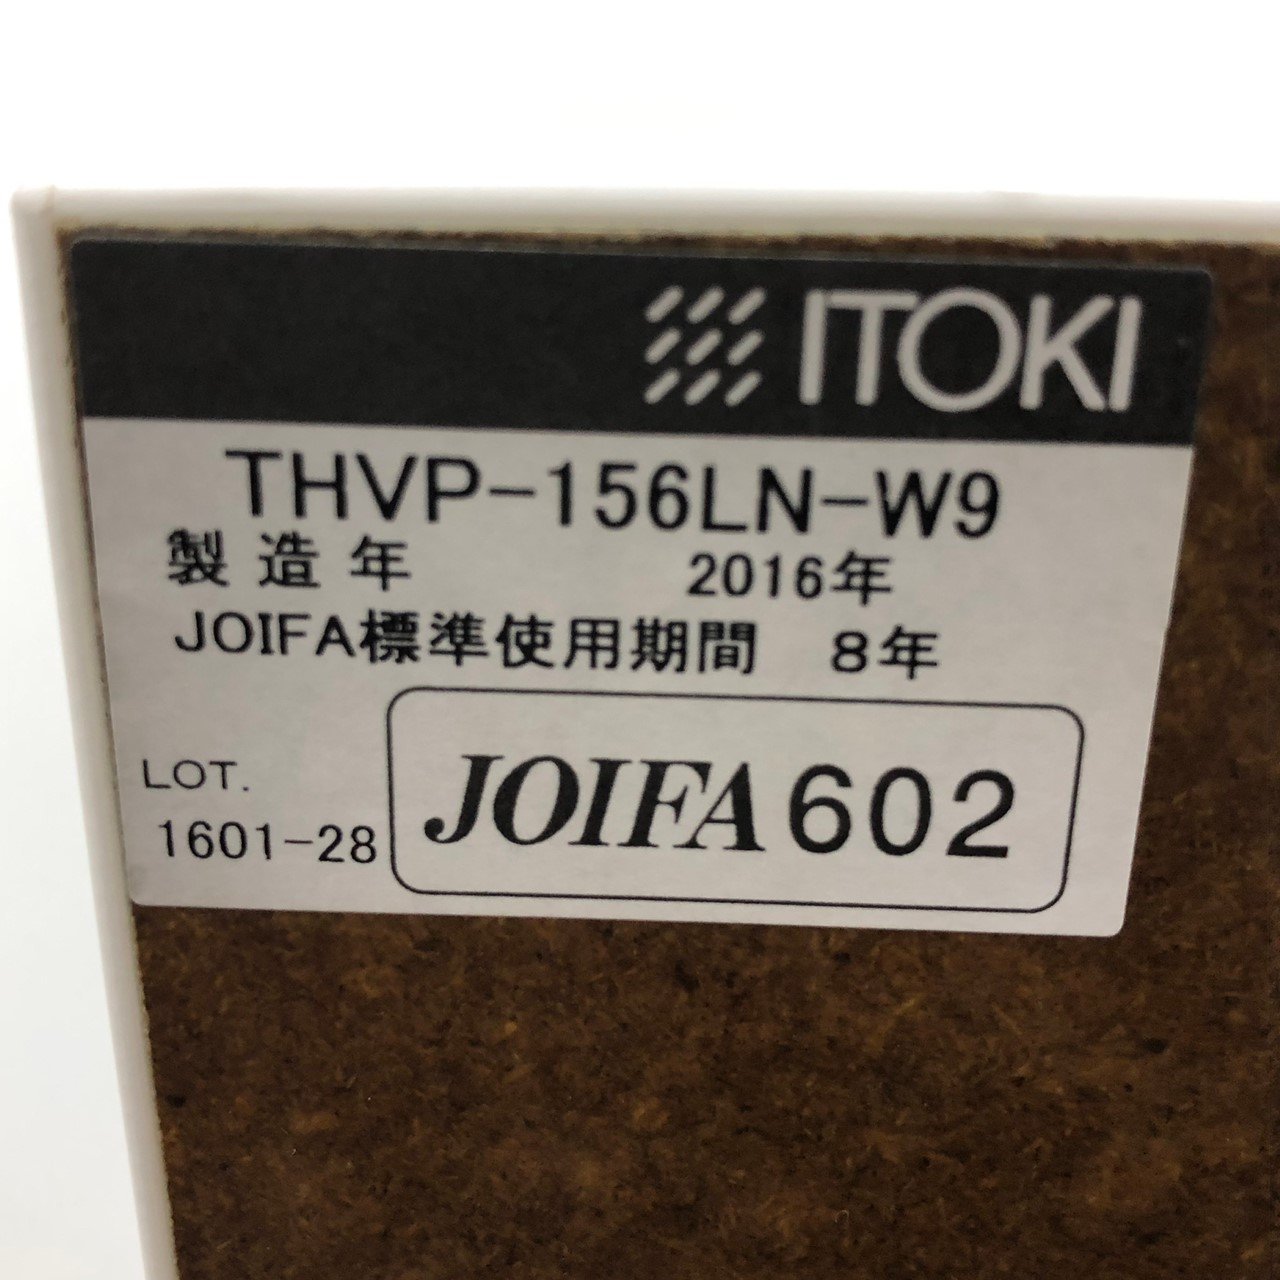 ITOKI
THVP-156LN-W9
製造年 2016年
JOIFA標準使用期間 8年
LOT.
1601-28
JOIFA602